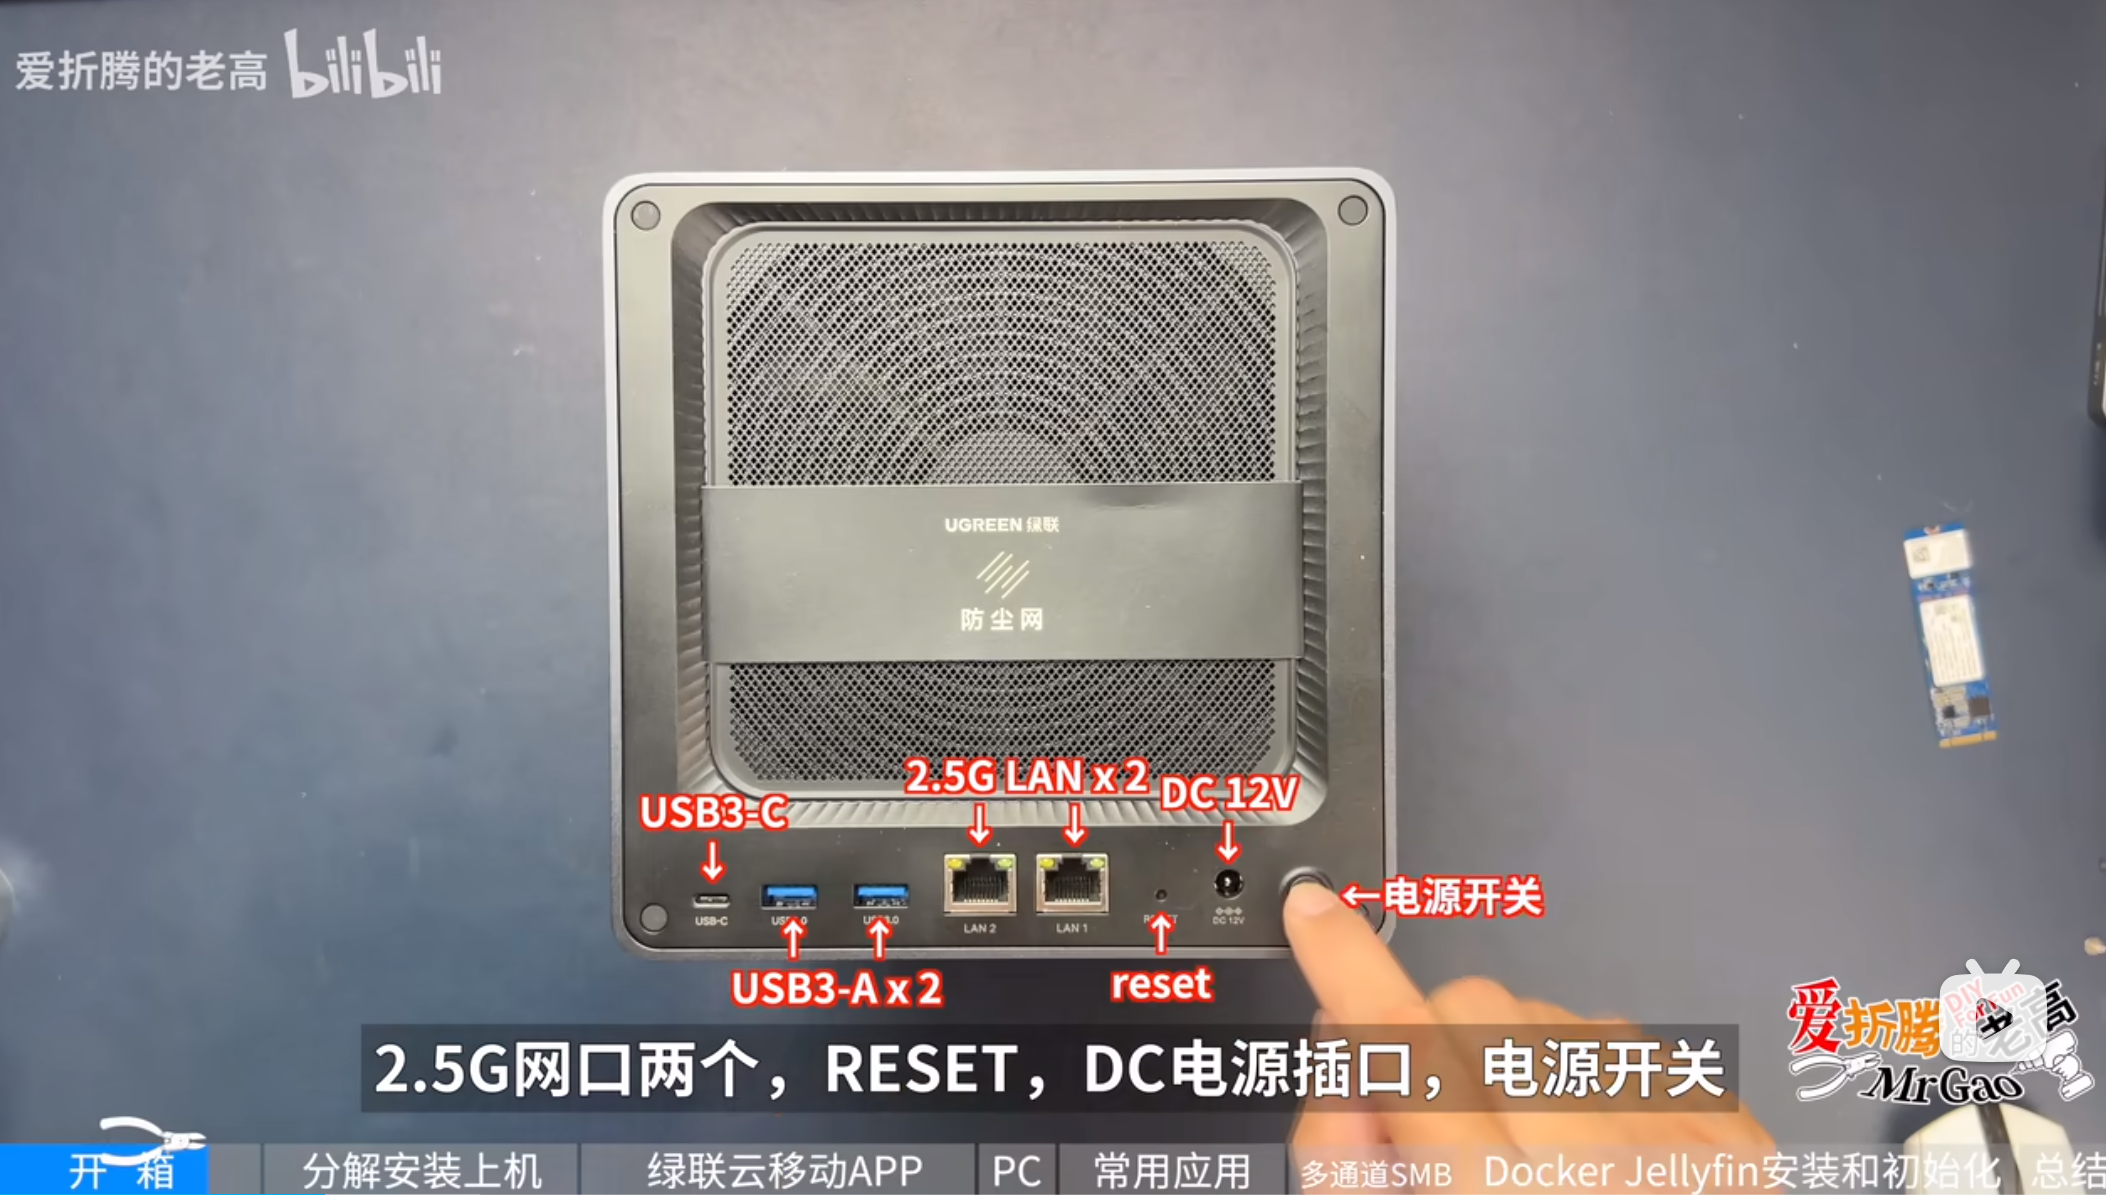 爱折腾的老高 bilibili
UGREEN 绿联
防尘网
2.5G LAN x 2
DC 12V
USB3-C
←电源开关
USB-C
LAN 2
LAN 1
DC 12V
USB3-A x 2
reset
2.5G网口两个，RESET，DC电源插口，电源开关
爱折腾的老高
DIY
For Fun
MrGao
开箱
分解安装上机
绿联云移动APP
PC
常用应用
多通道SMB
Docker Jellyfin安装和初始化
总结